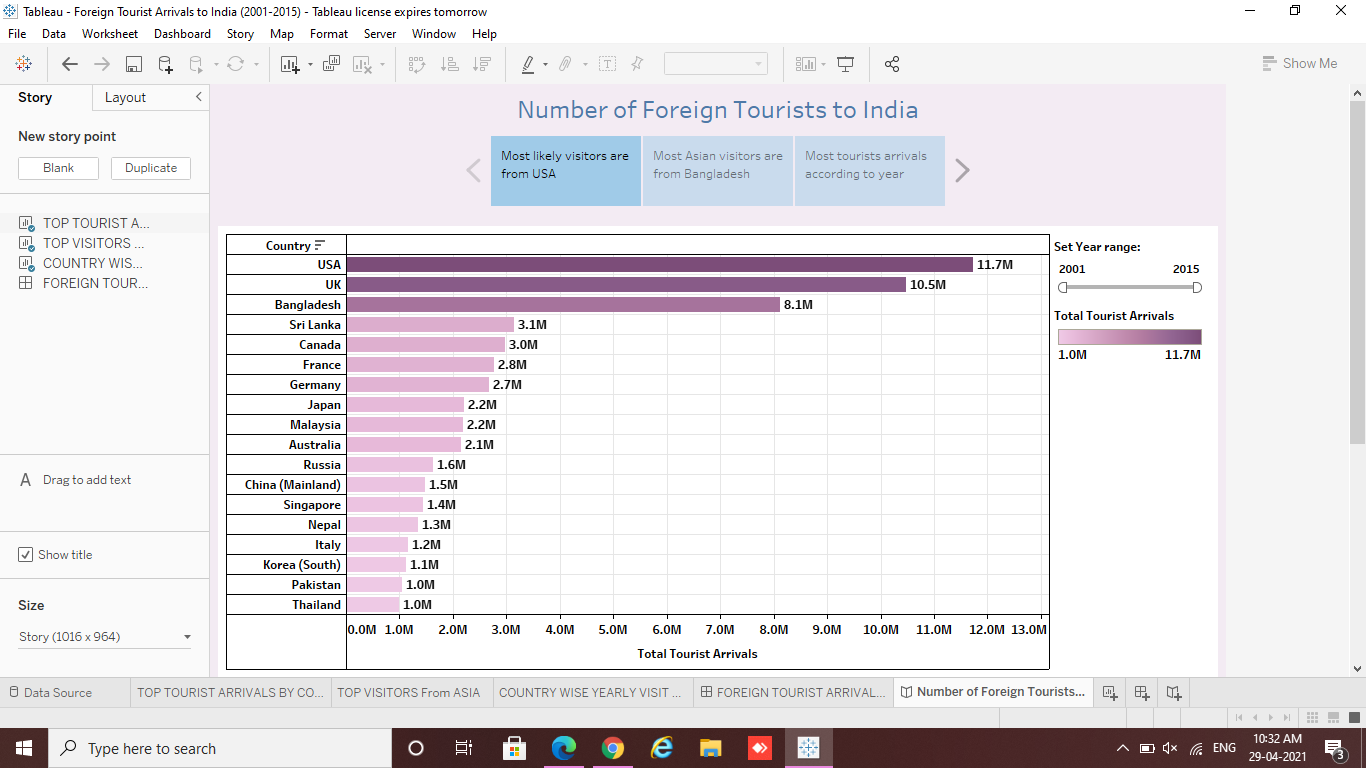 Tableau - Foreign Tourist Arrivals to India (2001-2015) - Tableau license expires tomorrow
File Data Worksheet Dashboard Story Map Format Server Window Help
Show Me
Story Layout
New story point
Blank Duplicate
TOP TOURIST A...
TOP VISITORS ...
COUNTRY WIS...
FOREIGN TOUR...
A Drag to add text
Show title
Size
Story (1016 x 964)
Number of Foreign Tourists to India
Most likely visitors are
from USA
Most Asian visitors are
from Bangladesh
Most tourists arrivals
according to year
Country
USA 11.7M
UK 10.5M
Bangladesh 8.1M
Sri Lanka 3.1M
Canada 3.0M
France 2.8M
Germany 2.7M
Japan 2.2M
Malaysia 2.2M
Australia 2.1M
Russia 1.6M
China (Mainland) 1.5M
Singapore 1.4M
Nepal 1.3M
Italy 1.2M
Korea (South) 1.1M
Pakistan 1.0M
Thailand 1.0M
0.0M 1.0M 2.0M 3.0M 4.0M 5.0M 6.0M 7.0M 8.0M 9.0M 10.0M 11.0M 12.0M 13.0M
Total Tourist Arrivals
Set Year range:
2001 2015
Total Tourist Arrivals
1.0M 11.7M
Data Source TOP TOURIST ARRIVALS BY CO... TOP VISITORS From ASIA COUNTRY WISE YEARLY VISIT ... FOREIGN TOURIST ARRIVAL... Number of Foreign Tourists...
Type here to search
ENG
10:32 AM
29-04-2021
3